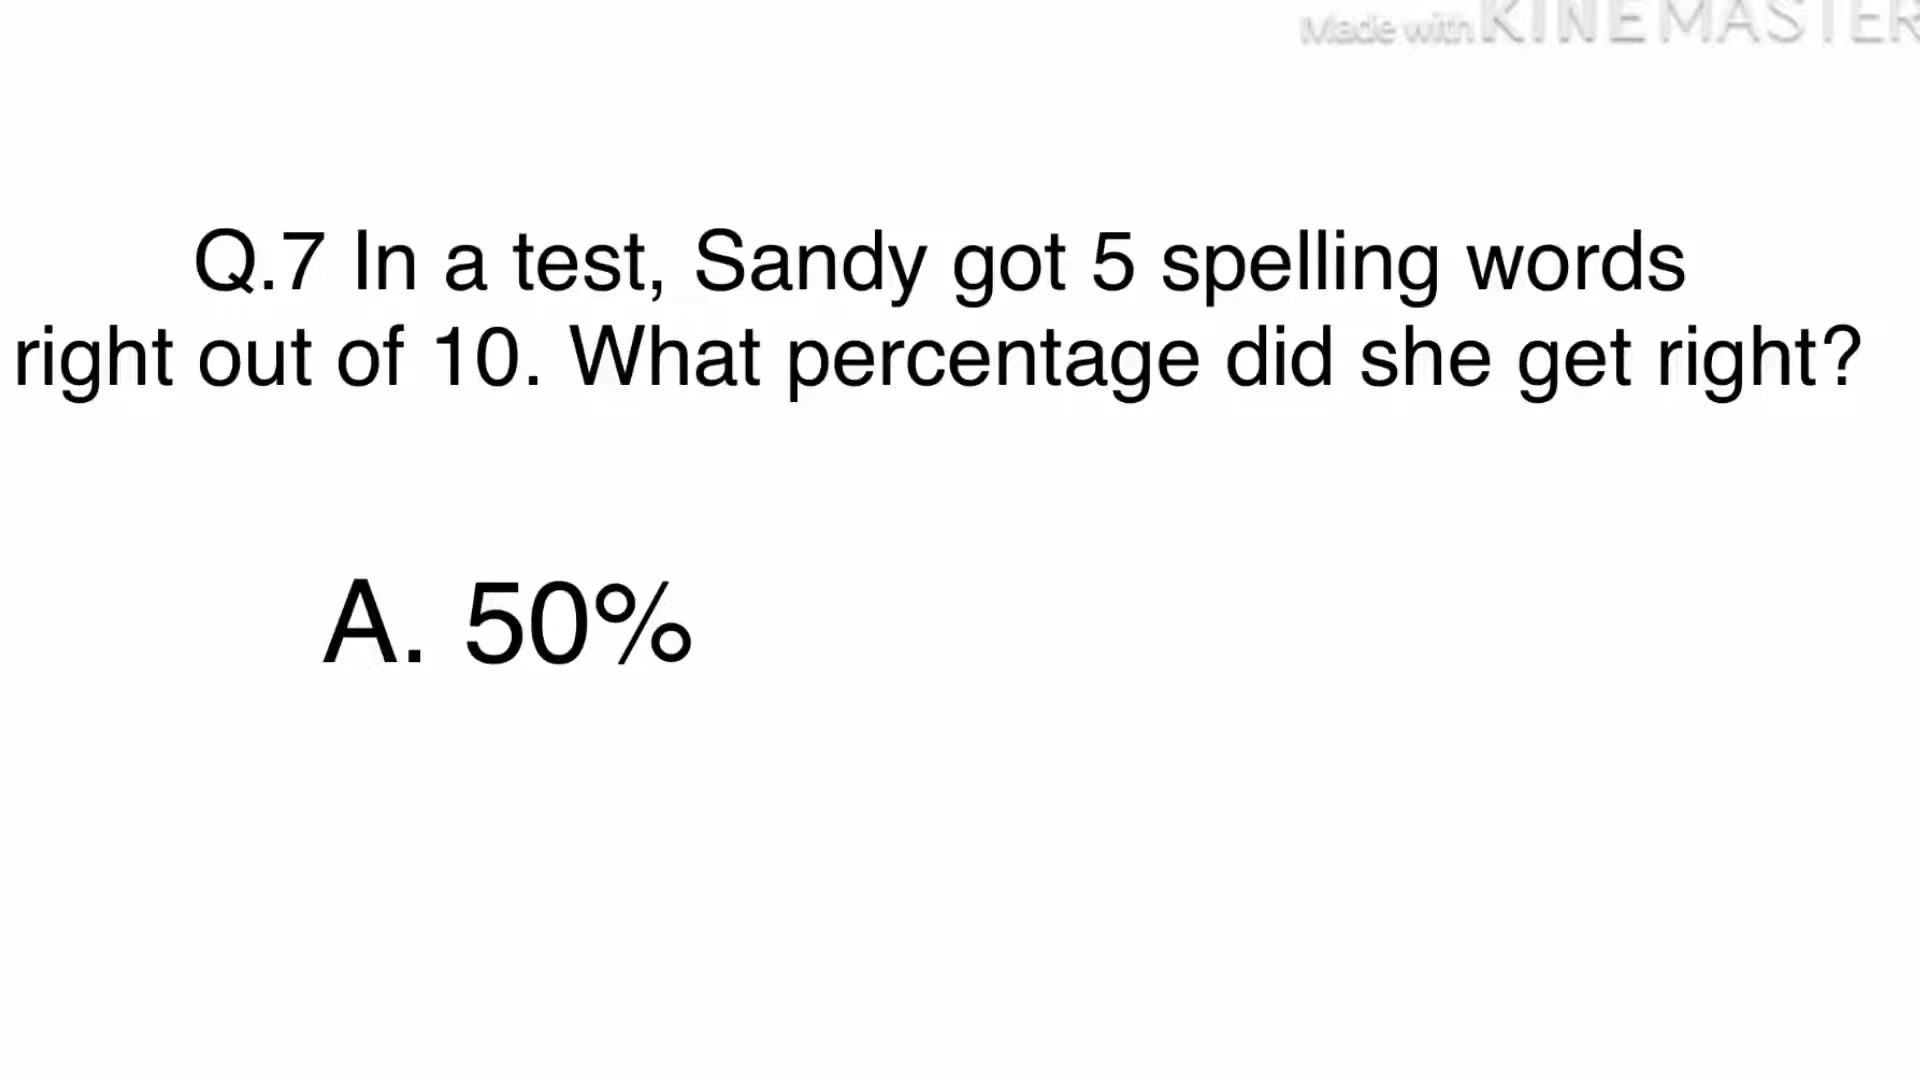 Made with KINEMASTER
Q.7 In a test, Sandy got 5 spelling words
right out of 10. What percentage did she get right?
A. 50%